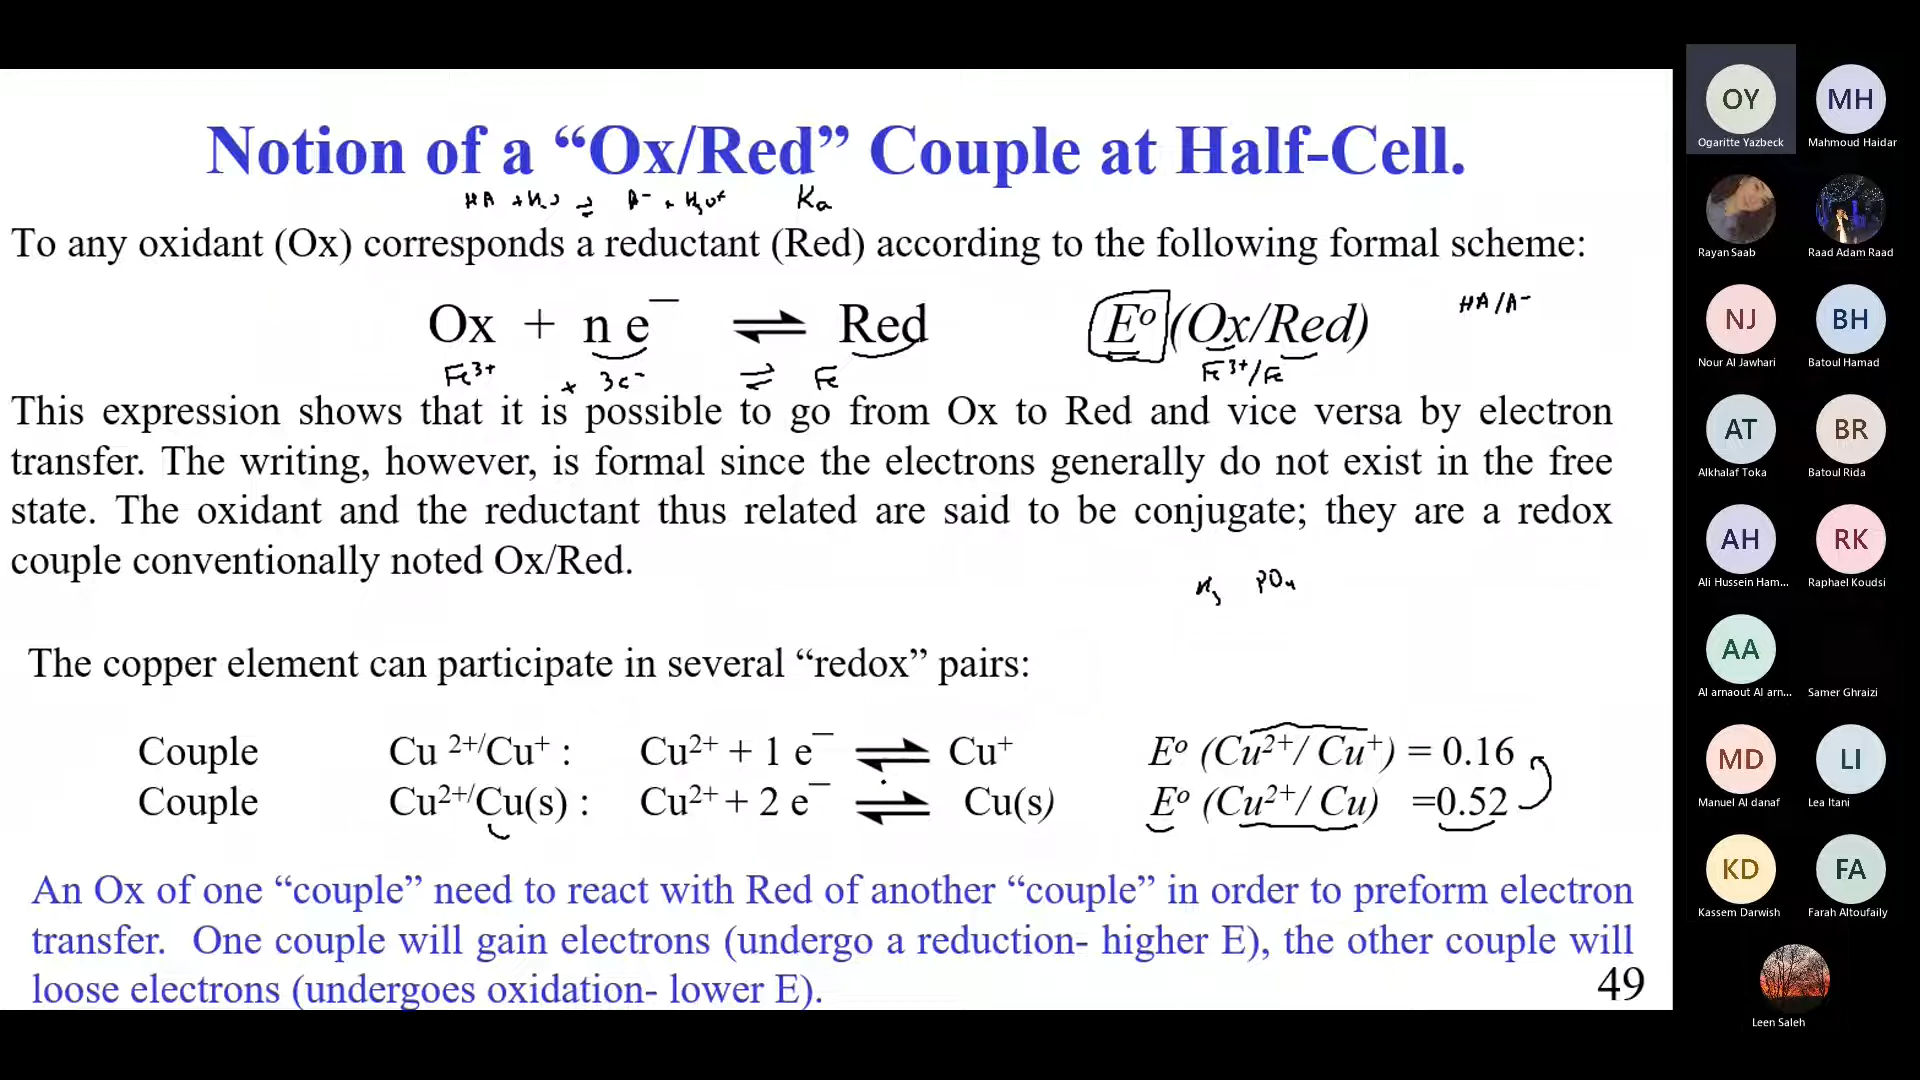 Notion of a “Ox/Red” Couple at Half-Cell.
HA + H₂O ⇌ A⁻ + H₃O⁺ Ka
To any oxidant (Ox) corresponds a reductant (Red) according to the following formal scheme:
Ox + n e⁻ ⇌ Red E° (Ox/Red) HA/A⁻
Fe³⁺ + 3e⁻ ⇌ Fe Fe³⁺/Fe
This expression shows that it is possible to go from Ox to Red and vice versa by electron
transfer. The writing, however, is formal since the electrons generally do not exist in the free
state. The oxidant and the reductant thus related are said to be conjugate; they are a redox
couple conventionally noted Ox/Red.
H₃ PO₄
The copper element can participate in several “redox” pairs:
Couple Cu ²⁺/Cu⁺ : Cu²⁺ + 1 e⁻ ⇌ Cu⁺ E° (Cu²⁺/ Cu⁺) = 0.16
Couple Cu²⁺/Cu(s) : Cu²⁺ + 2 e⁻ ⇌ Cu(s) E° (Cu²⁺/ Cu) =0.52
An Ox of one “couple” need to react with Red of another “couple” in order to preform electron
transfer. One couple will gain electrons (undergo a reduction- higher E), the other couple will
loose electrons (undergoes oxidation- lower E).
49
OY MH
Ogaritte Yazbeck Mahmoud Haidar
Rayan Saab Raad Adam Raad
NJ BH
Nour Al Jawhari Batoul Hamad
AT BR
Alkhalaf Toka Batoul Rida
AH RK
Ali Hussein Ham... Raphael Koudsi
AA
Al arnaout Al arn... Samer Ghraizi
MD LI
Manuel Al danaf Lea Itani
KD FA
Kassem Darwish Farah Altoufaily
Leen Saleh